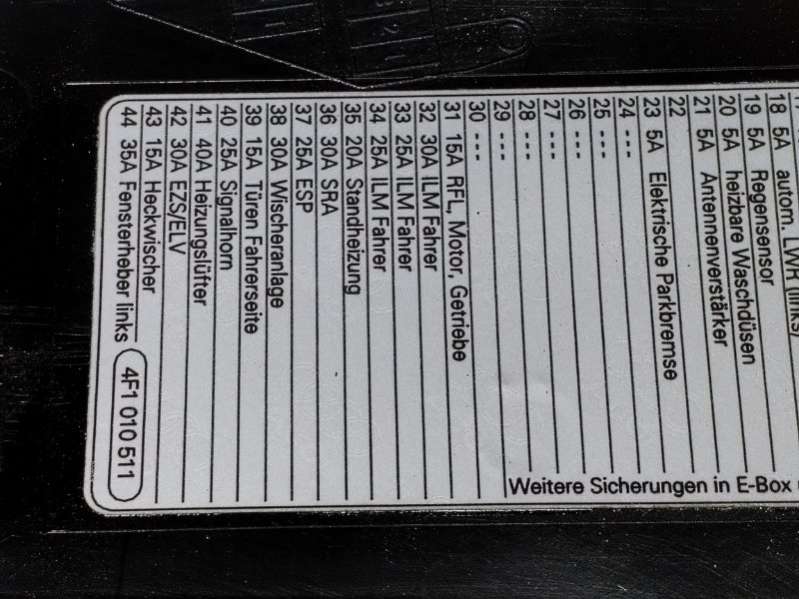 18 5A autom. LWR (links)
19 5A Regensensor
20 5A heizbare Waschdüsen
21 5A Antennenverstärker
22
23 5A Elektrische Parkbremse
24 ---
25 ---
26 ---
27 ---
28 ---
29 ---
30 ---
31 15A RFL, Motor, Getriebe
32 30A ILM Fahrer
33 25A ILM Fahrer
34 25A ILM Fahrer
35 20A Standheizung
36 30A SRA
37 25A ESP
38 30A Wischeranlage
39 15A Türen Fahrerseite
40 25A Signalhorn
41 40A Heizungslüfter
42 30A EZS/ELV
43 15A Heckwischer
44 35A Fensterheber links
4F1 010 511
Weitere Sicherungen in E-Box